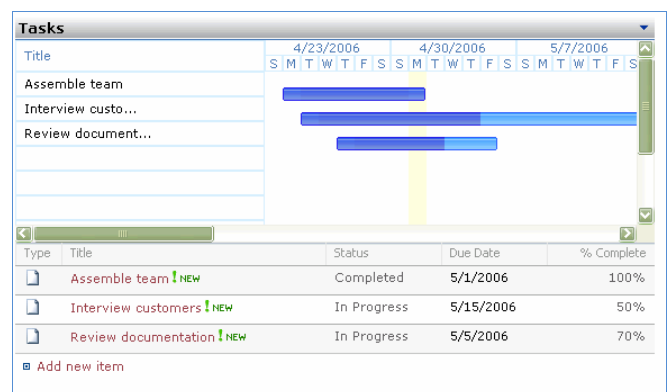 Tasks
Title
4/23/2006 4/30/2006 5/7/2006
S M T W T F S S M T W T F S S M T W T F S
Assemble team
Interview custo...
Review document...
Type Title Status Due Date % Complete
Assemble team ! NEW Completed 5/1/2006 100%
Interview customers ! NEW In Progress 5/15/2006 50%
Review documentation ! NEW In Progress 5/5/2006 70%
Add new item